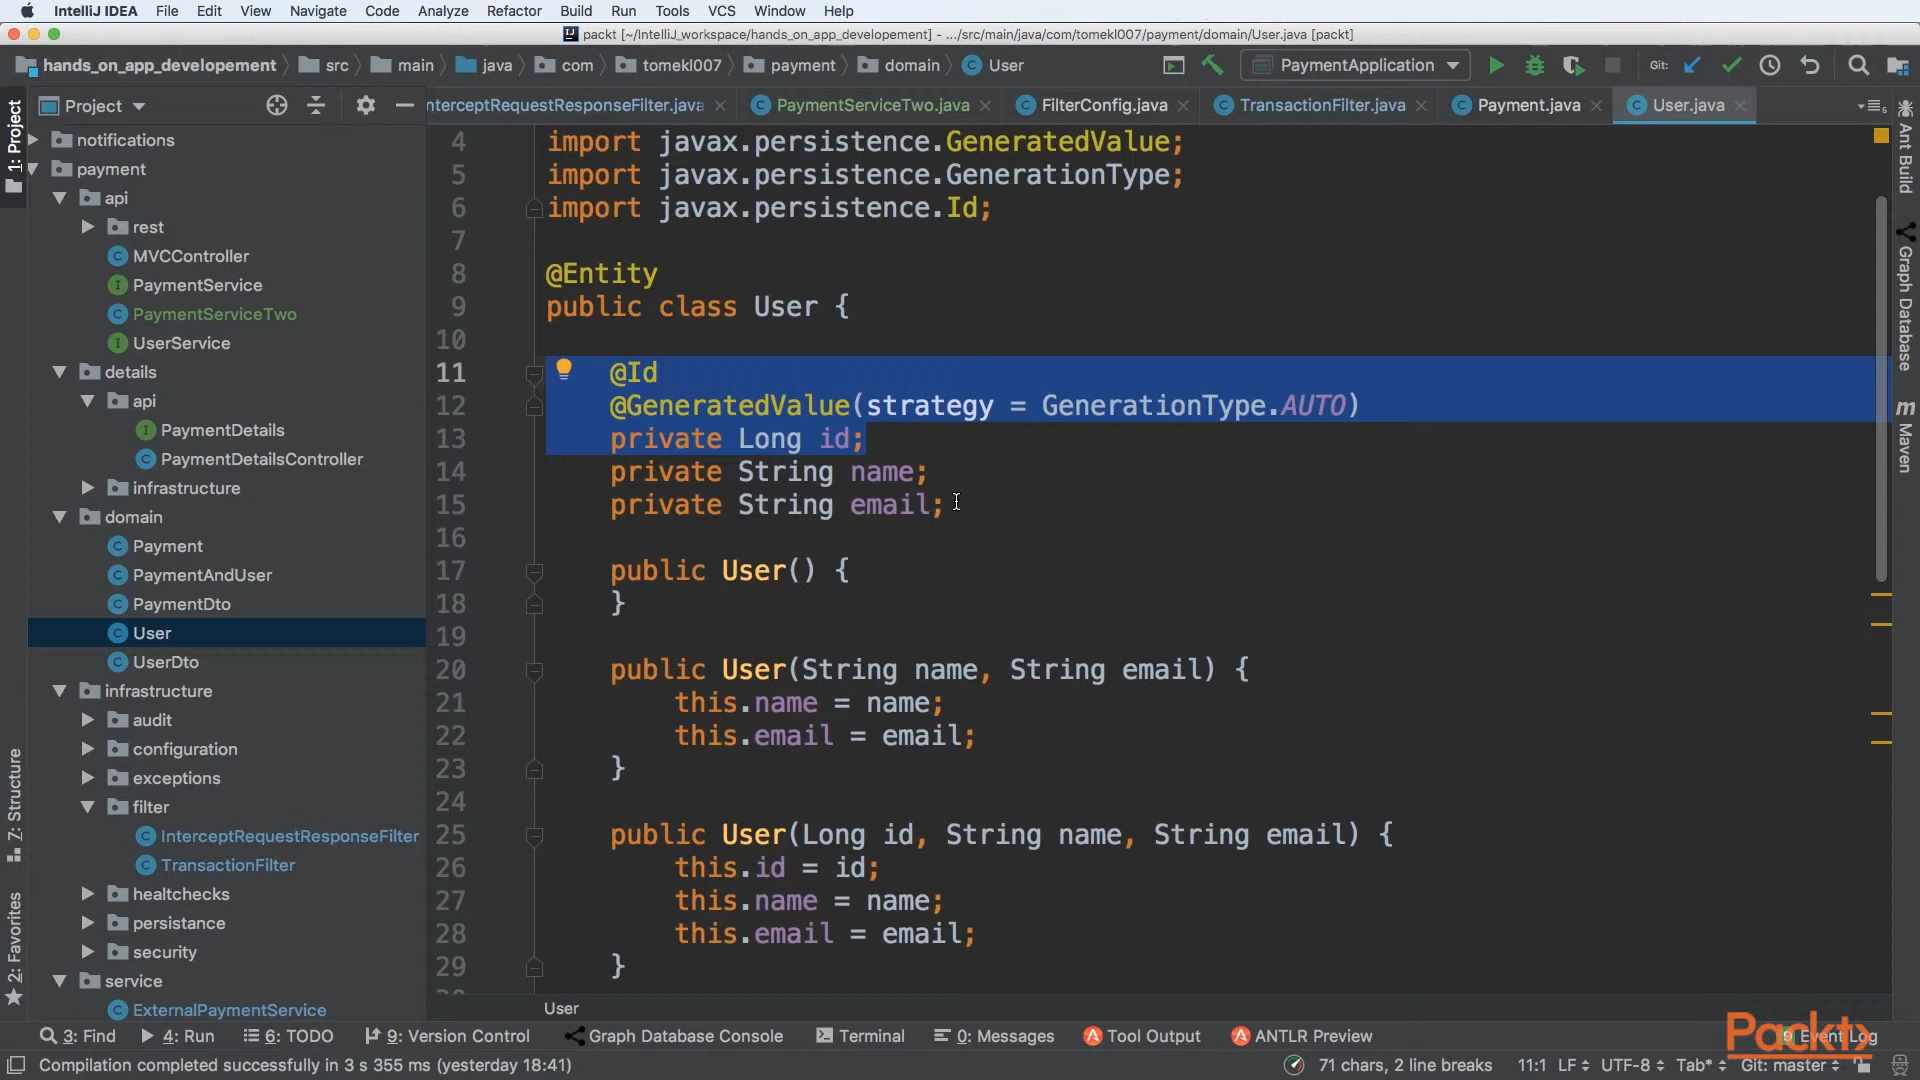 IntelliJ IDEA File Edit View Navigate Code Analyze Refactor Build Run Tools VCS Window Help
packt [~/IntelliJ_workspace/hands_on_app_developement] - .../src/main/java/com/tomekl007/payment/domain/User.java [packt]
hands_on_app_developement src main java com tomekl007 payment domain User PaymentApplication Git:
Project
nterceptRequestResponseFilter.java PaymentServiceTwo.java FilterConfig.java TransactionFilter.java Payment.java User.java
1: Project
7: Structure
2: Favorites
notifications
payment
api
rest
MVCController
PaymentService
PaymentServiceTwo
UserService
details
api
PaymentDetails
PaymentDetailsController
infrastructure
domain
Payment
PaymentAndUser
PaymentDto
User
UserDto
infrastructure
audit
configuration
exceptions
filter
InterceptRequestResponseFilter
TransactionFilter
healtchecks
persistance
security
service
ExternalPaymentService
4 import javax.persistence.GeneratedValue;
5 import javax.persistence.GenerationType;
6 import javax.persistence.Id;
7
8 @Entity
9 public class User {
10
11 @Id
12 @GeneratedValue(strategy = GenerationType.AUTO)
13 private Long id;
14 private String name;
15 private String email;
16
17 public User() {
18 }
19
20 public User(String name, String email) {
21 this.name = name;
22 this.email = email;
23 }
24
25 public User(Long id, String name, String email) {
26 this.id = id;
27 this.name = name;
28 this.email = email;
29 }
User
Ant Build
Graph Database
Maven
3: Find 4: Run 6: TODO 9: Version Control Graph Database Console Terminal 0: Messages Tool Output ANTLR Preview Event Log
Packt
Compilation completed successfully in 3 s 355 ms (yesterday 18:41) 71 chars, 2 line breaks 11:1 LF UTF-8 Tab* Git: master